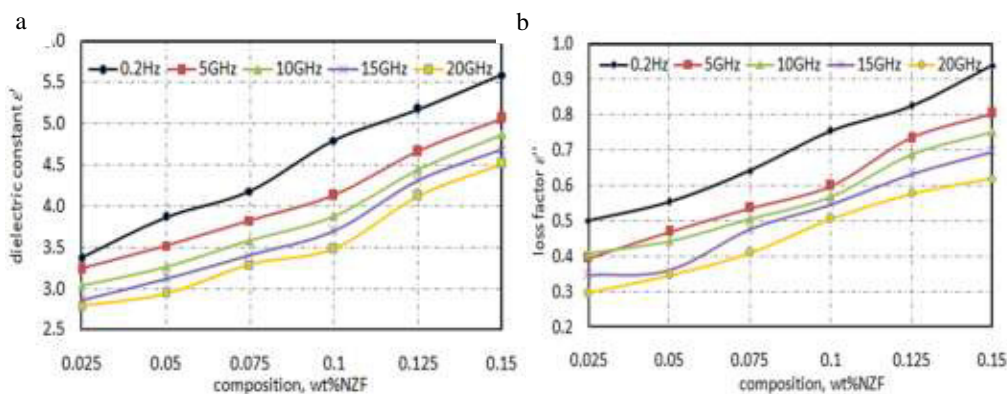 a
dielectric constant ε'
5.5
5.0
4.5
4.0
3.5
3.0
2.5
0.2Hz 5GHz 10GHz 15GHz 20GHz
0.025 0.05 0.075 0.1 0.125 0.15
composition, wt%NZF
b
loss factor ε''
1.0
0.9
0.8
0.7
0.6
0.5
0.4
0.3
0.2
0.2Hz 5GHz 10GHz 15GHz 20GHz
0.025 0.05 0.075 0.1 0.125 0.15
composition, wt%NZF